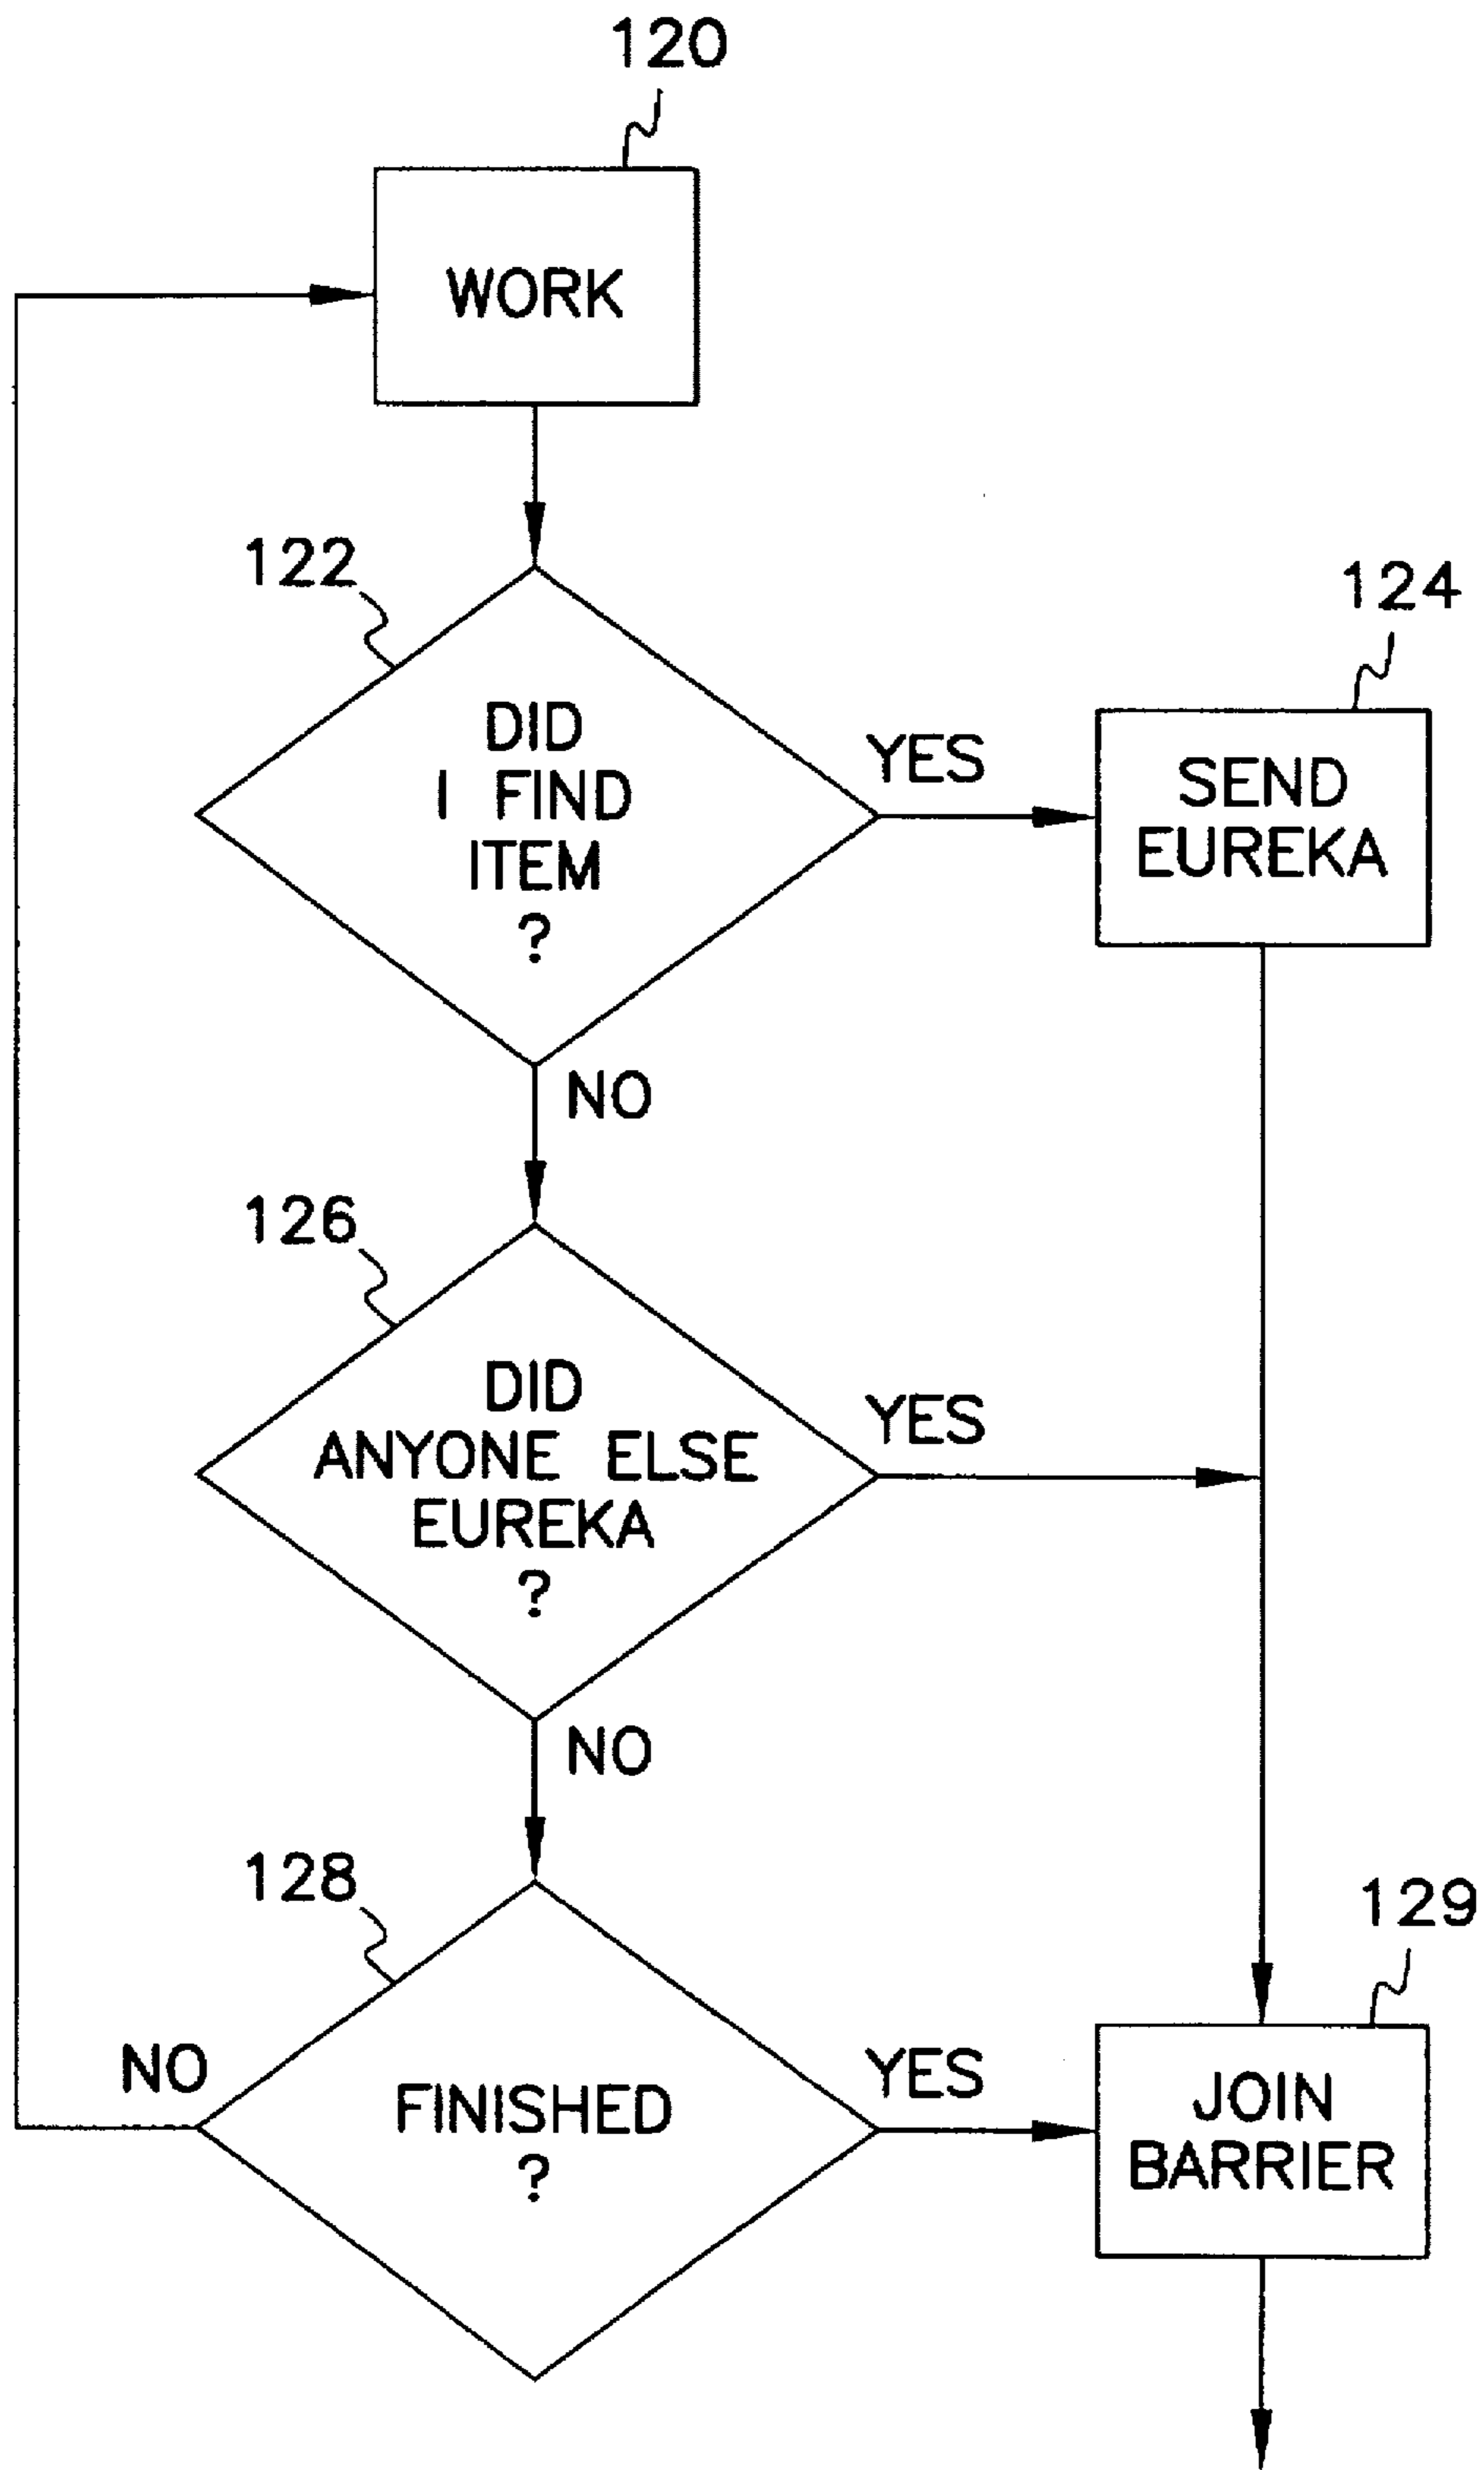 120
WORK
122
DID
I FIND
ITEM
?
YES
124
SEND
EUREKA
NO
126
DID
ANYONE ELSE
EUREKA
?
YES
NO
128
NO
FINISHED
?
YES
129
JOIN
BARRIER